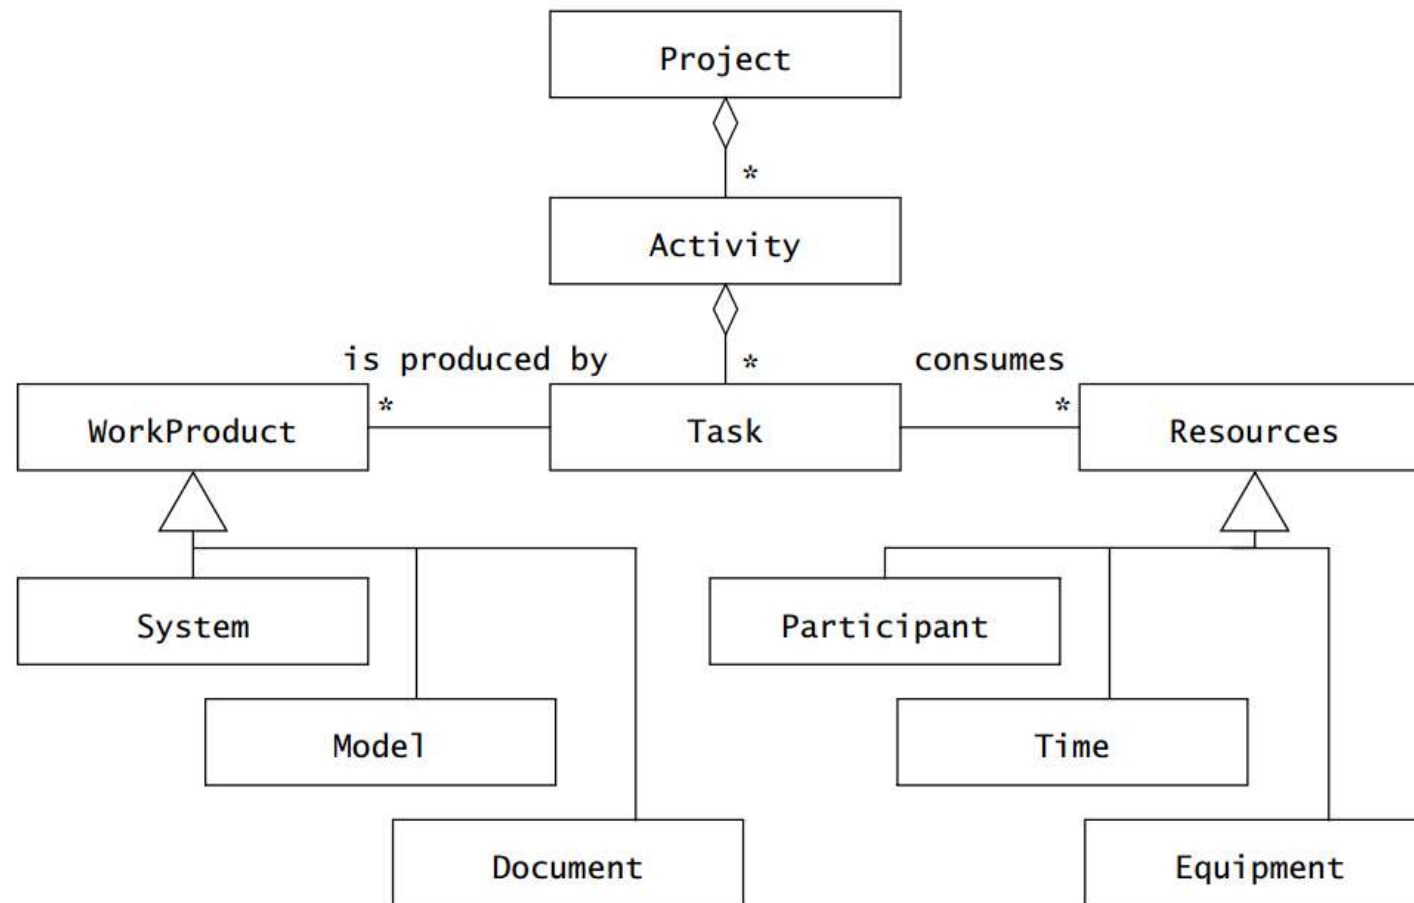 Project
*
Activity
is produced by
*
consumes
WorkProduct
*
Task
*
Resources
System
Participant
Model
Time
Document
Equipment